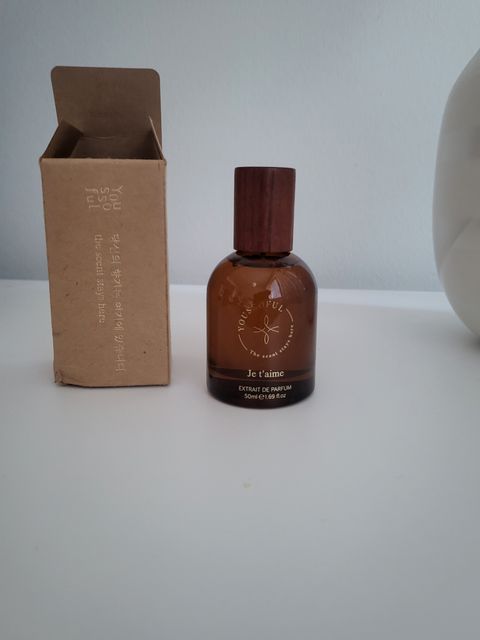 You
sso
ful
당신의 향기는 여기에 있습니다
the scent stays here
YOUSSOFUL
The scent stays here
Je t'aime
EXTRAIT DE PARFUM
50ml ℮ 1.69 fl.oz